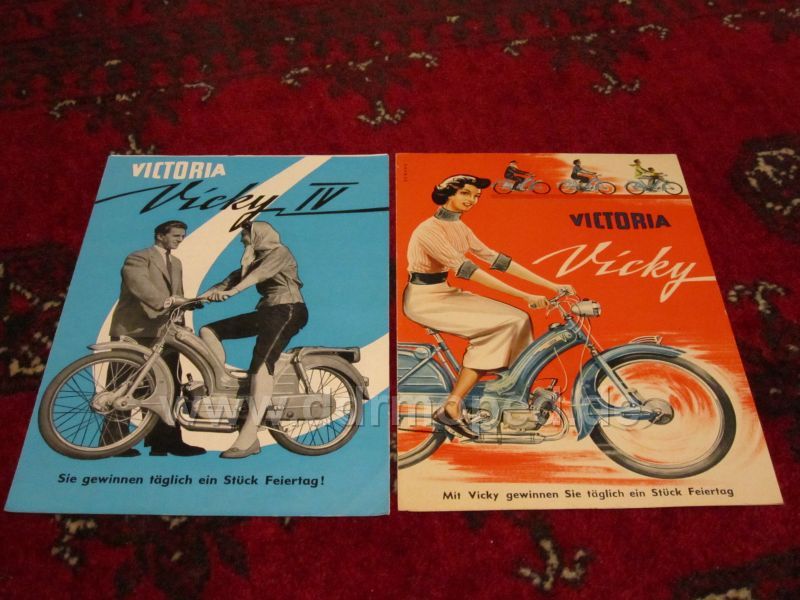 VICTORIA
Vicky IV
Sie gewinnen täglich ein Stück Feiertag!
VICTORIA
Vicky
Mit Vicky gewinnen Sie täglich ein Stück Feiertag